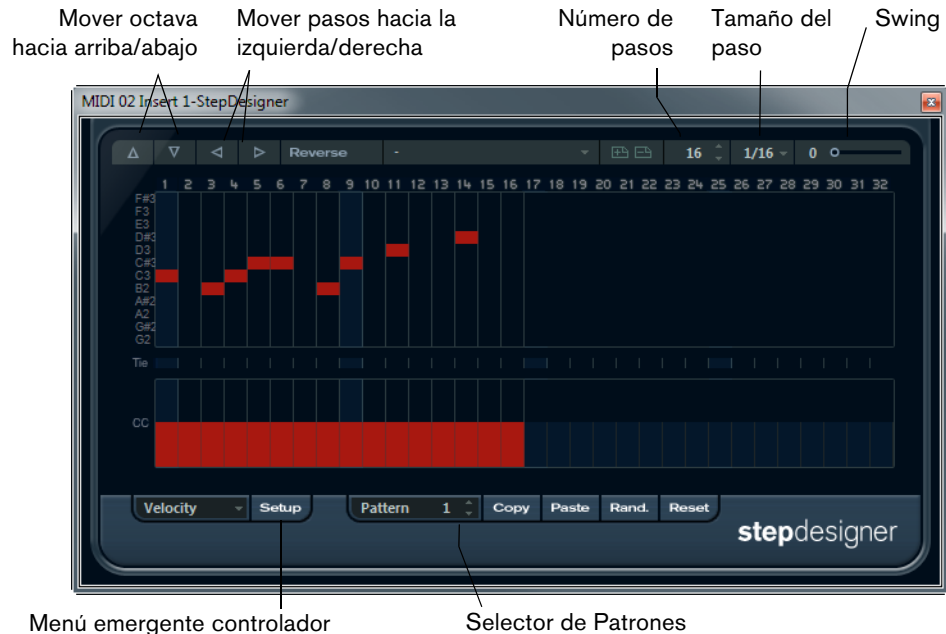 Mover octava
hacia arriba/abajo
Mover pasos hacia la
izquierda/derecha
Número de
pasos
Tamaño del
paso
Swing
MIDI 02 Insert 1-StepDesigner
Reverse - 16 1/16 0
1 2 3 4 5 6 7 8 9 10 11 12 13 14 15 16 17 18 19 20 21 22 23 24 25 26 27 28 29 30 31 32
F#3
F3
E3
D#3
D3
C#3
C3
B2
A#2
A2
G#2
G2
Tie
CC
Velocity Setup Pattern 1 Copy Paste Rand. Reset
stepdesigner
Menú emergente controlador
Selector de Patrones